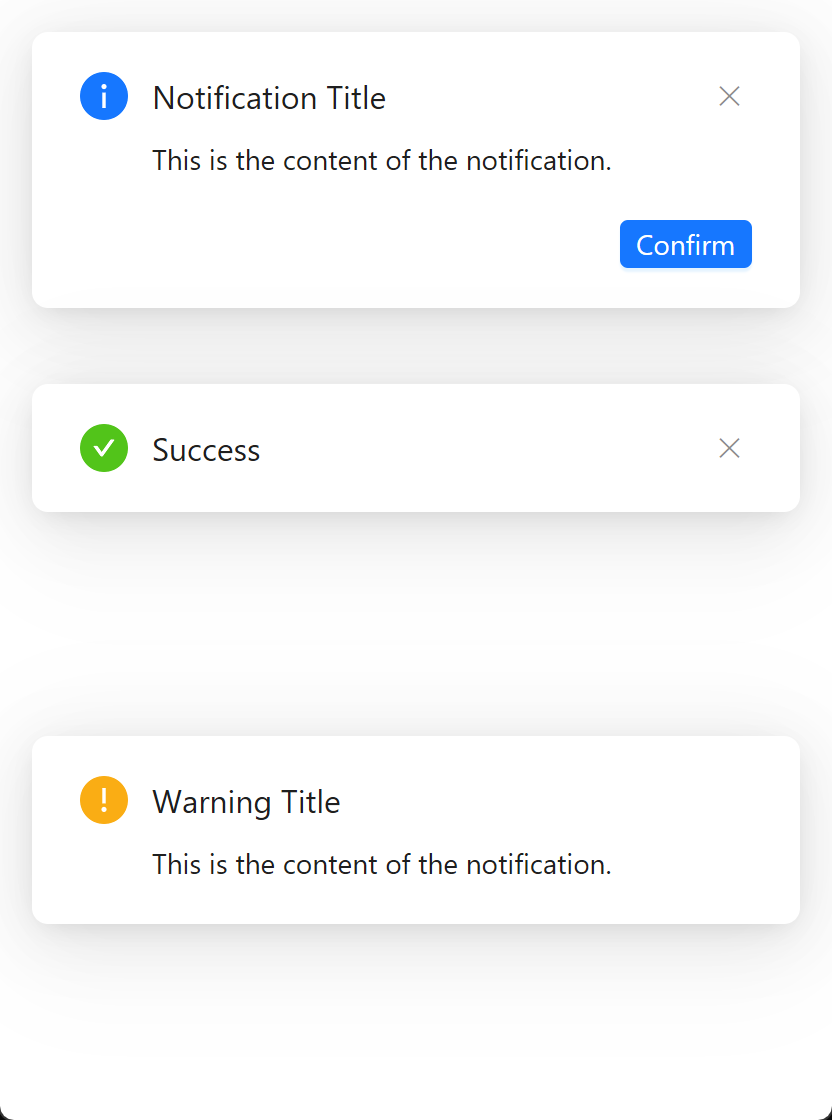 Notification Title
This is the content of the notification.
Confirm
Success
Warning Title
This is the content of the notification.